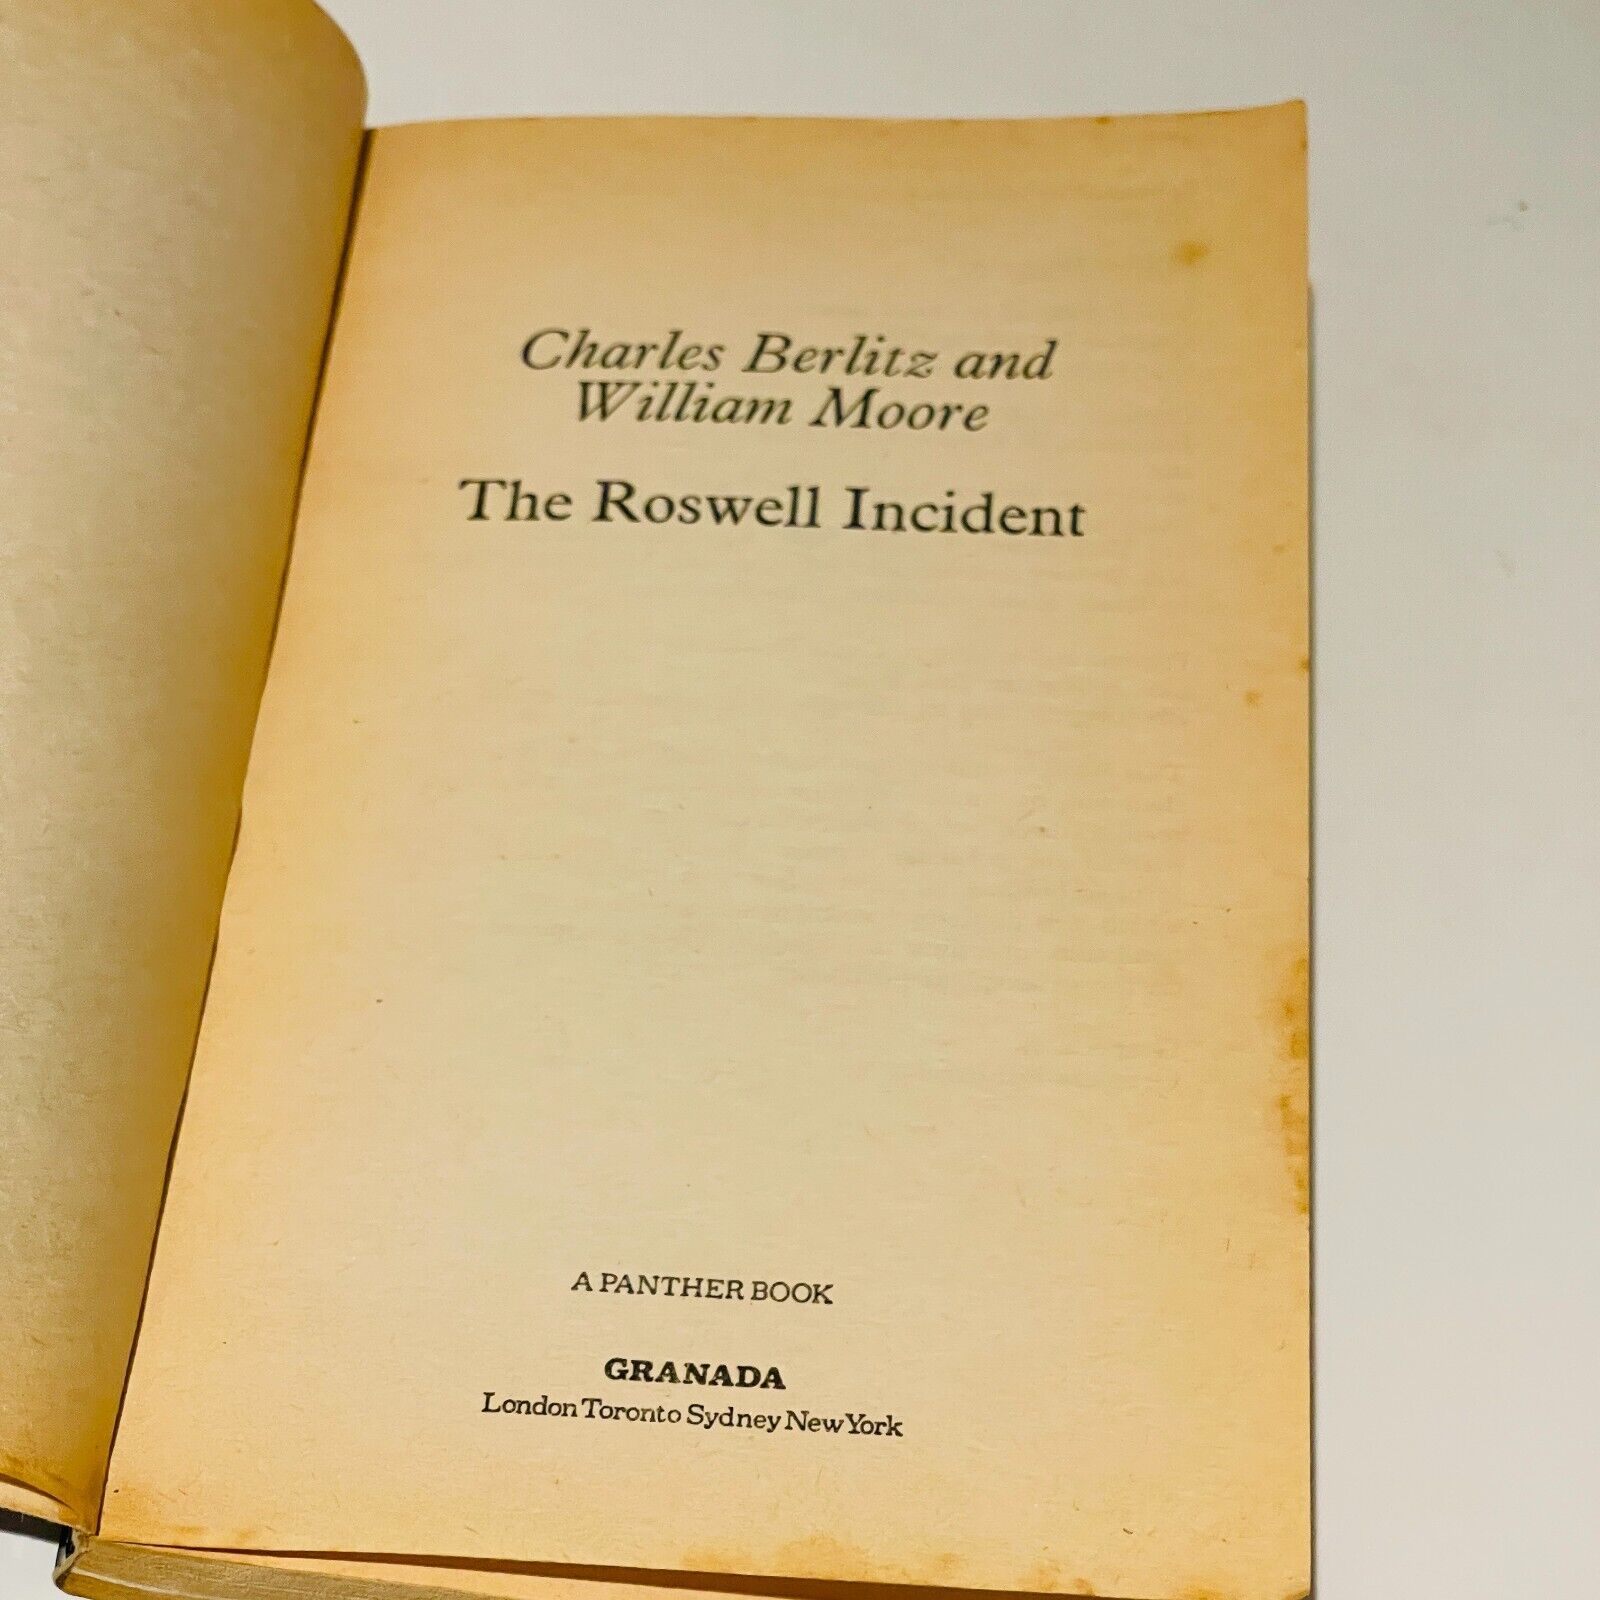 Charles Berlitz and
William Moore
The Roswell Incident
A PANTHER BOOK
GRANADA
London Toronto Sydney New York